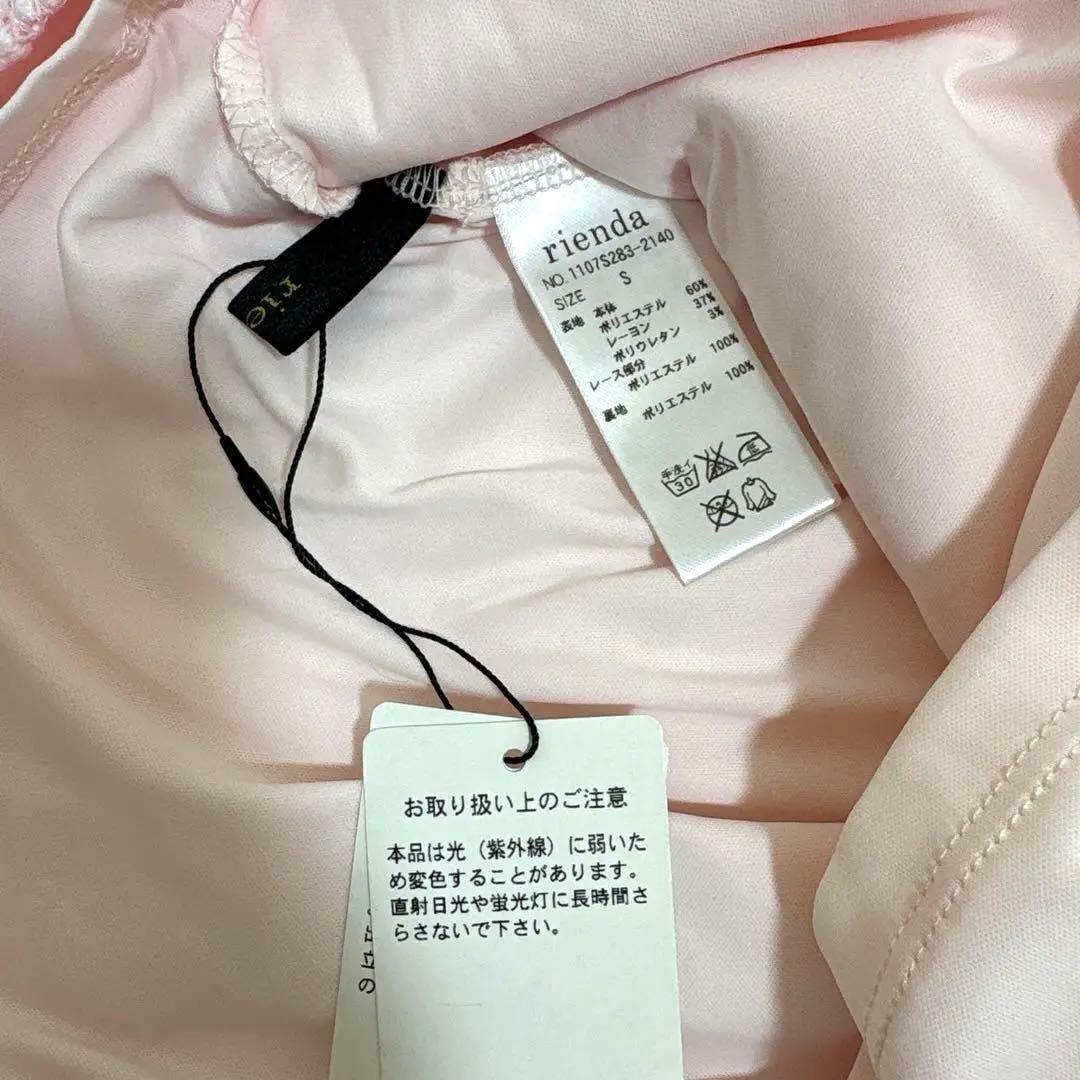 rie
rienda
NO.1107S283-2140
SIZE S
表地 本体
ポリエステル 60%
レーヨン 37%
ポリウレタン 3%
レース部分
ポリエステル 100%
裏地 ポリエステル 100%
手洗イ
30
お取り扱い上のご注意
本品は光（紫外線）に弱いた
め変色することがあります。
直射日光や蛍光灯に長時間さ
らさないで下さい。